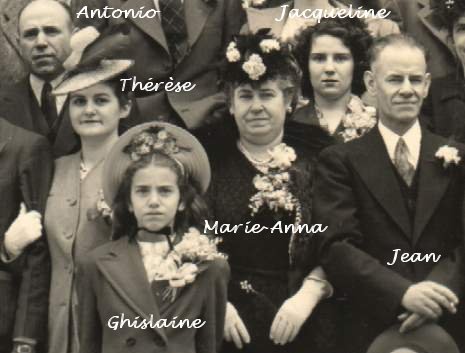 Antonio
Jacqueline
Thérèse
Marie-Anna
Jean
Ghislaine